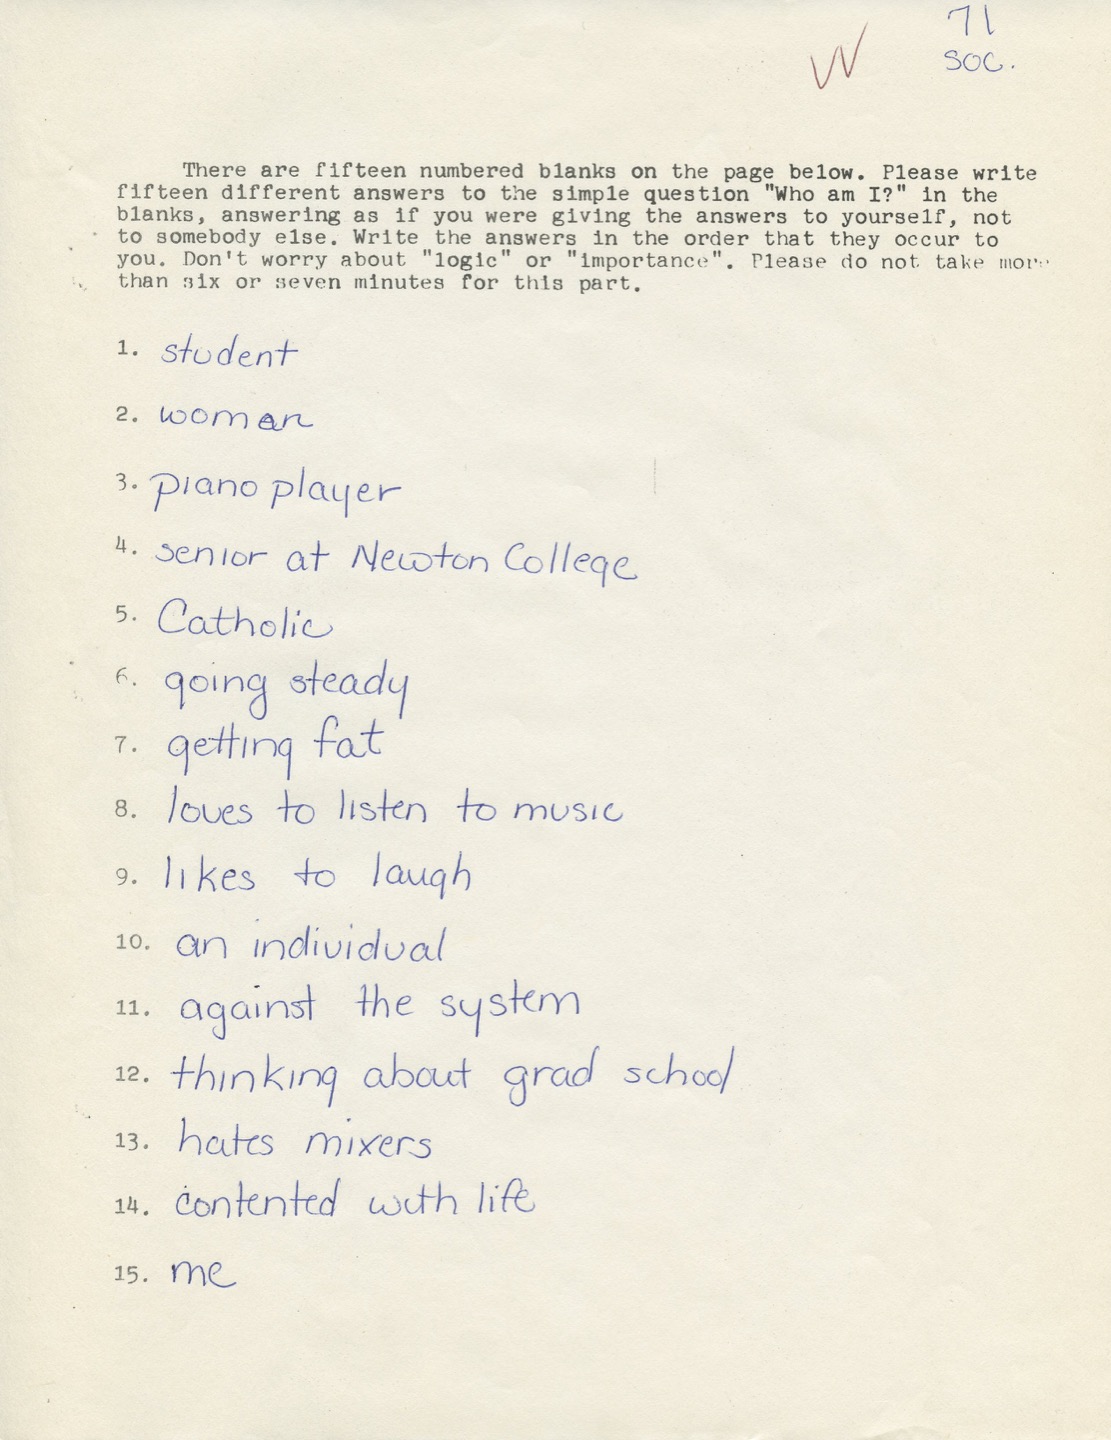 71
SOC.
There are fifteen numbered blanks on the page below. Please write
fifteen different answers to the simple question "Who am I?" in the
blanks, answering as if you were giving the answers to yourself, not
to somebody else. Write the answers in the order that they occur to
you. Don't worry about "logic" or "importance". Please do not take more
than six or seven minutes for this part.
1. student
2. woman
3. piano player
4. senior at Newton College
5. Catholic
6. going steady
7. getting fat
8. loves to listen to music
9. likes to laugh
10. an individual
11. against the system
12. thinking about grad school
13. hates mixers
14. contented with life
15. me